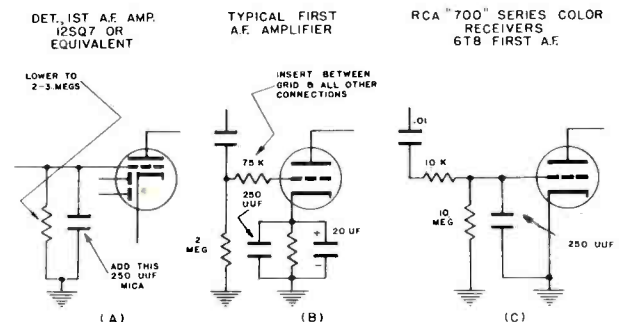 DET., 1ST A.F. AMP.
12SQ7 OR
EQUIVALENT
LOWER TO
2-3 MEGS
ADD THIS
250 UUF
MICA
(A)
TYPICAL FIRST
A.F. AMPLIFIER
INSERT BETWEEN
GRID & ALL OTHER
CONNECTIONS
75 K
250
UUF
2
MEG
+
20 UF
-
(B)
RCA "700" SERIES COLOR
RECEIVERS
6T8 FIRST A.F.
.01
10 K
10
MEG
250 UUF
(C)